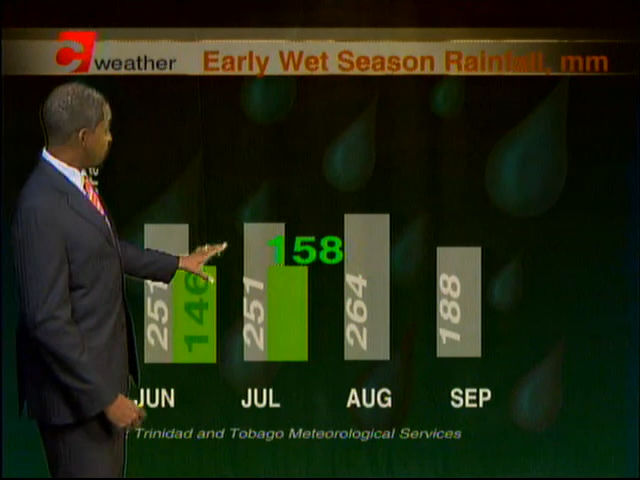 C weather Early Wet Season Rainfall, mm
158
251 146 251 264 188
JUN JUL AUG SEP
: Trinidad and Tobago Meteorological Services